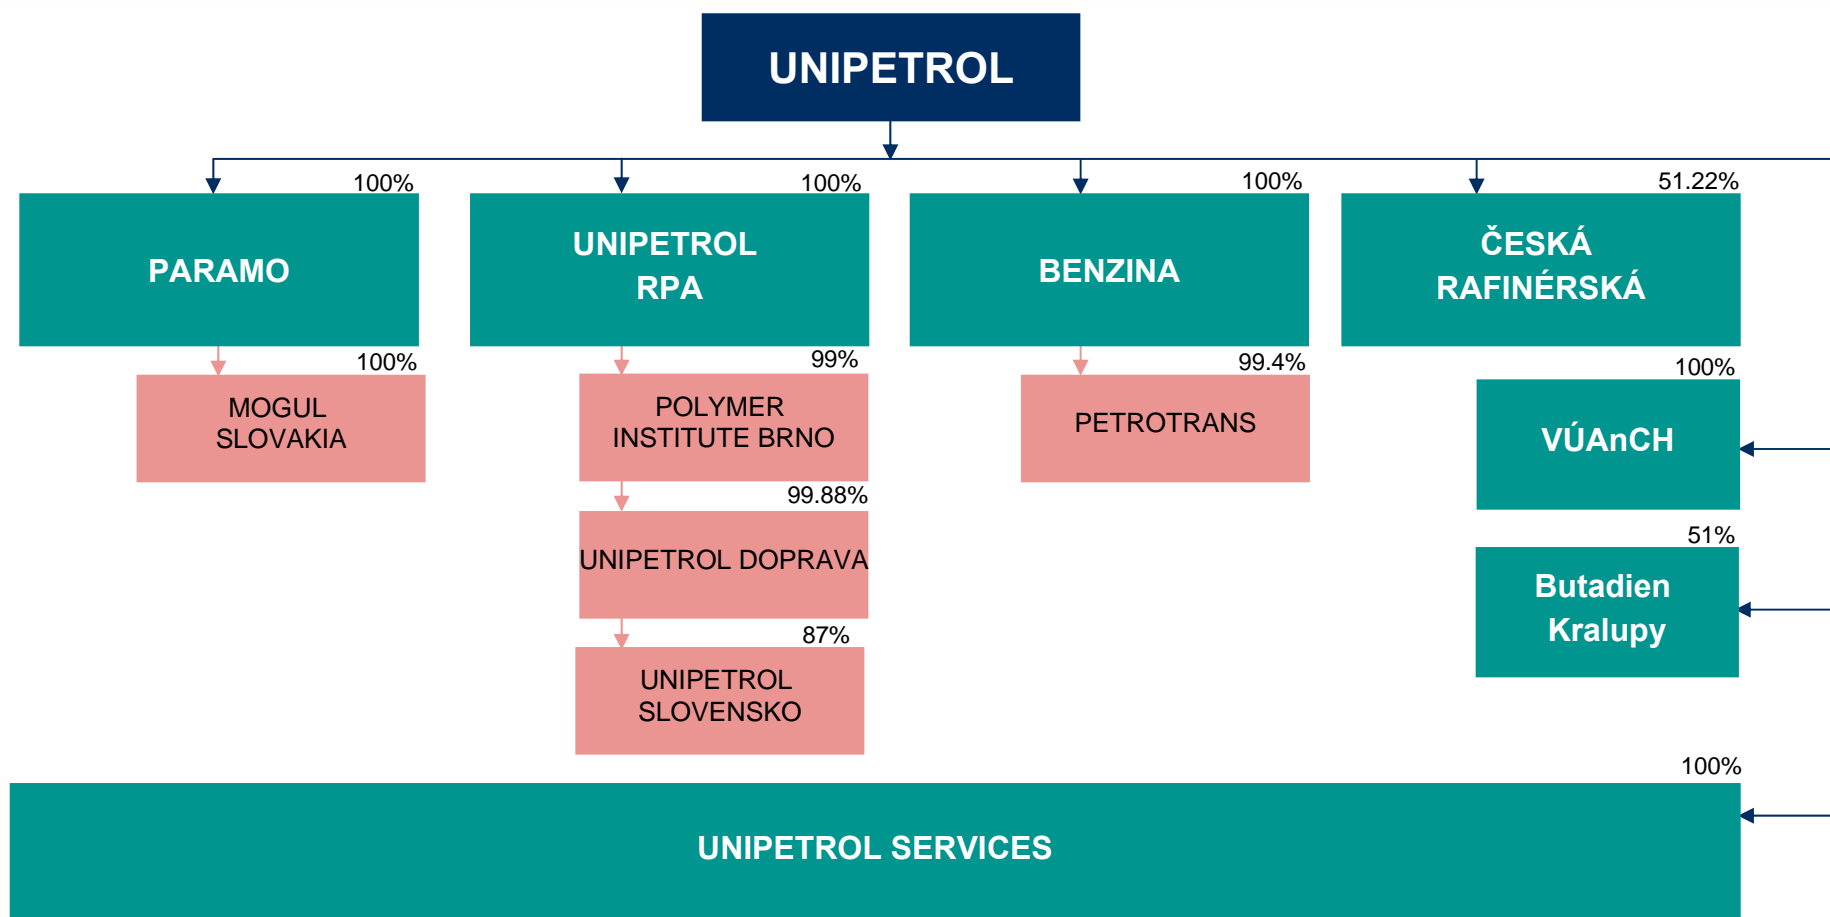 UNIPETROL
100%
100%
100%
51.22%
PARAMO
UNIPETROL
RPA
BENZINA
ČESKÁ
RAFINÉRSKÁ
100%
99%
99.4%
100%
MOGUL
SLOVAKIA
POLYMER
INSTITUTE BRNO
PETROTRANS
VÚAnCH
99.88%
UNIPETROL DOPRAVA
51%
Butadien
Kralupy
87%
UNIPETROL
SLOVENSKO
100%
UNIPETROL SERVICES